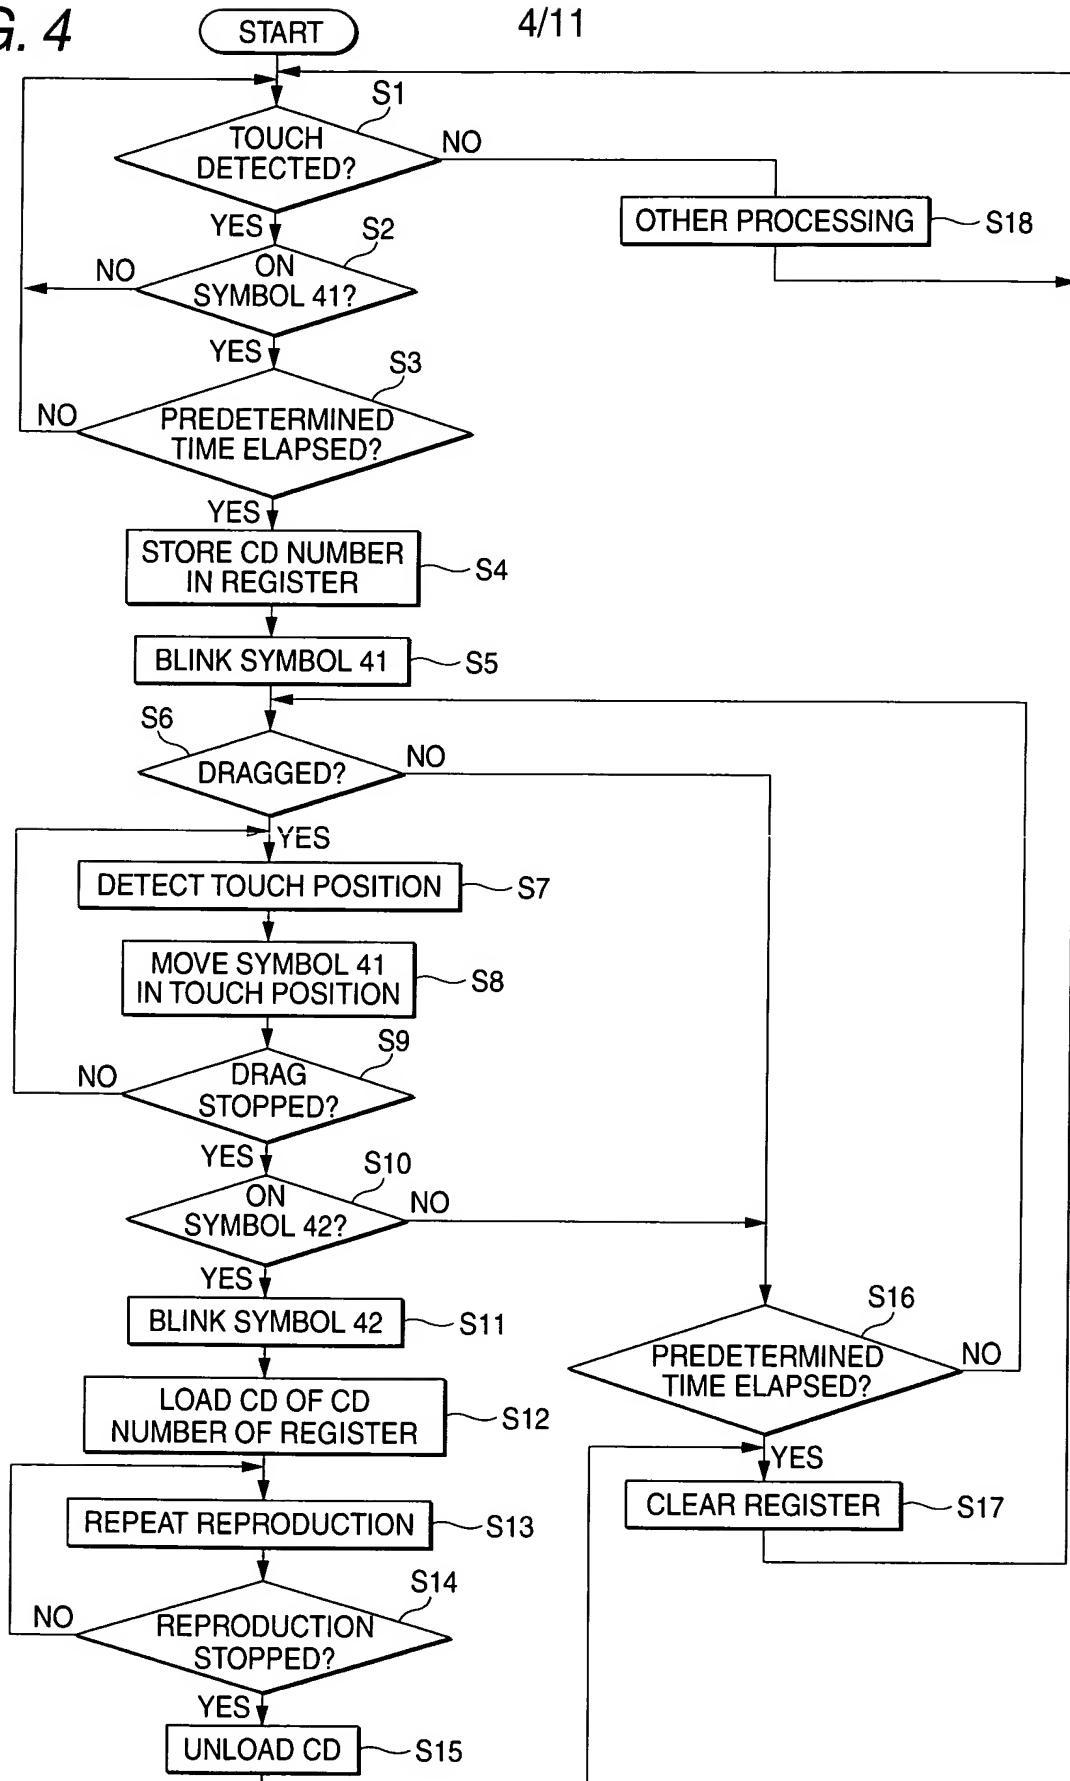 G. 4
4/11
START
S1
TOUCH
DETECTED?
NO
YES
OTHER PROCESSING
S18
S2
ON
SYMBOL 41?
NO
YES
S3
PREDETERMINED
TIME ELAPSED?
NO
YES
STORE CD NUMBER
IN REGISTER
S4
BLINK SYMBOL 41
S5
S6
DRAGGED?
NO
YES
DETECT TOUCH POSITION
S7
MOVE SYMBOL 41
IN TOUCH POSITION
S8
S9
DRAG
STOPPED?
NO
YES
S10
ON
SYMBOL 42?
NO
YES
BLINK SYMBOL 42
S11
S16
PREDETERMINED
TIME ELAPSED?
NO
YES
LOAD CD OF CD
NUMBER OF REGISTER
S12
CLEAR REGISTER
S17
REPEAT REPRODUCTION
S13
S14
REPRODUCTION
STOPPED?
NO
YES
UNLOAD CD
S15